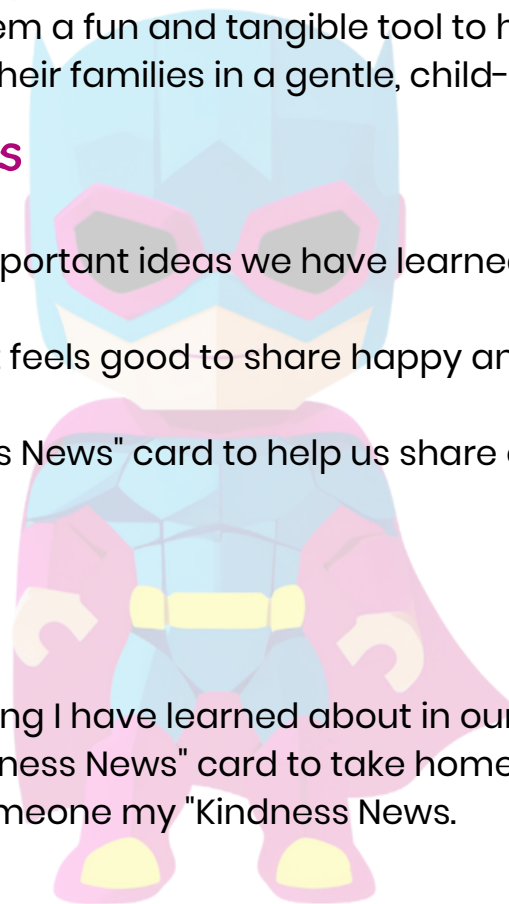 em a fun and tangible tool to h
heir families in a gentle, child-
s
portant ideas we have learned
t feels good to share happy an
s News" card to help us share
ng I have learned about in our
ness News" card to take home
meone my "Kindness News.